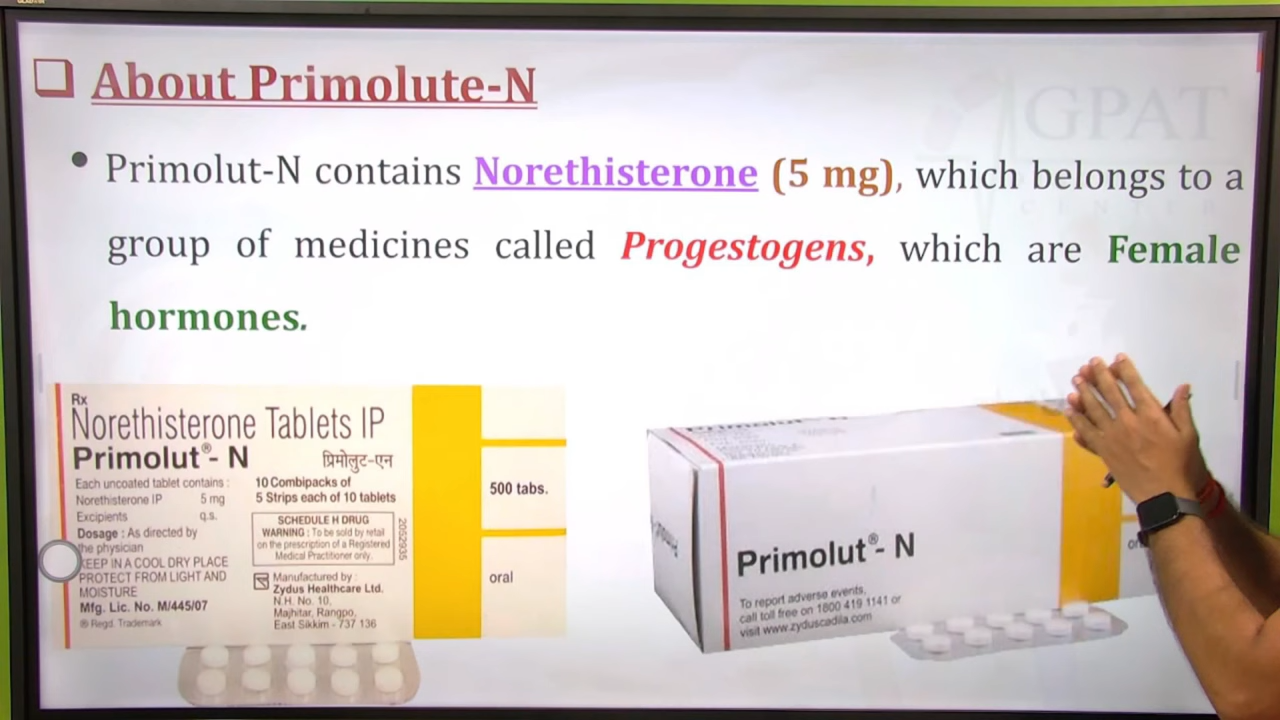 About Primolute-N
GPAT
CENTER
• Primolut-N contains Norethisterone (5 mg), which belongs to a
group of medicines called Progestogens, which are Female
hormones.
Rx
Norethisterone Tablets IP
Primolut®- N
प्रिमोलुट-एन
Each uncoated tablet contains :
Norethisterone IP 5 mg
Excipients q.s.
Dosage : As directed by
the physician
KEEP IN A COOL DRY PLACE
PROTECT FROM LIGHT AND
MOISTURE
Mfg. Lic. No. M/445/07
® Regd. Trademark
10 Combipacks of
5 Strips each of 10 tablets
SCHEDULE H DRUG
WARNING : To be sold by retail
on the prescription of a Registered
Medical Practitioner only.
2052935
Manufactured by :
Zydus Healthcare Ltd.
N.H. No. 10,
Majhitar, Rangpo,
East Sikkim - 737 136
500 tabs.
oral
Primolut®- N
To report adverse events,
call toll free on 1800 419 1141 or
visit www.zyduscadila.com